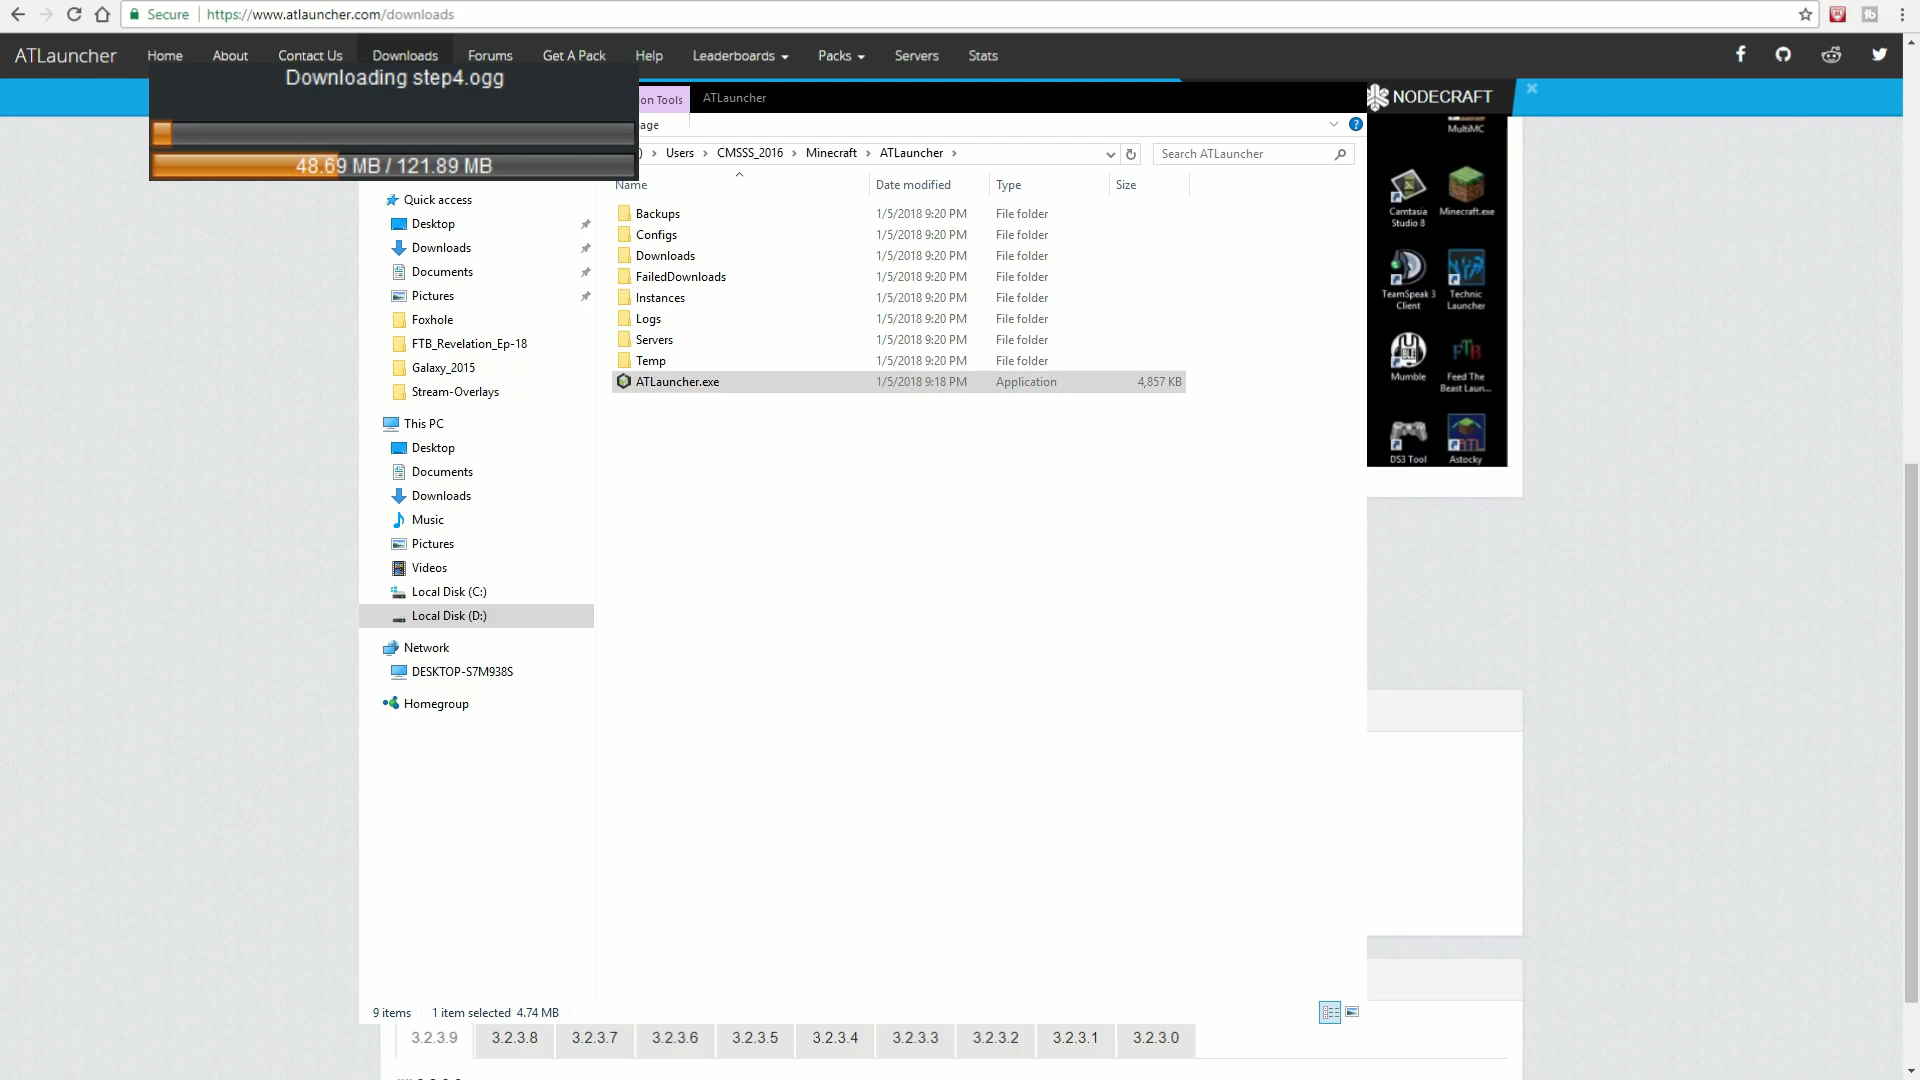 Secure | https://www.atlauncher.com/downloads
ATLauncher Home About Contact Us Downloads Forums Get A Pack Help Leaderboards Packs Servers Stats
Downloading step4.ogg
48.69 MB / 121.89 MB
on Tools ATLauncher
age
Users CMSSS_2016 Minecraft ATLauncher Search ATLauncher
Name Date modified Type Size
Backups 1/5/2018 9:20 PM File folder
Configs 1/5/2018 9:20 PM File folder
Downloads 1/5/2018 9:20 PM File folder
FailedDownloads 1/5/2018 9:20 PM File folder
Instances 1/5/2018 9:20 PM File folder
Logs 1/5/2018 9:20 PM File folder
Servers 1/5/2018 9:20 PM File folder
Temp 1/5/2018 9:20 PM File folder
ATLauncher.exe 1/5/2018 9:18 PM Application 4,857 KB
Quick access
Desktop
Downloads
Documents
Pictures
Foxhole
FTB_Revelation_Ep-18
Galaxy_2015
Stream-Overlays
This PC
Desktop
Documents
Downloads
Music
Pictures
Videos
Local Disk (C:)
Local Disk (D:)
Network
DESKTOP-S7M938S
Homegroup
9 items 1 item selected 4.74 MB
NODECRAFT
MultiMC
Camtasia Studio 8
Minecraft.exe
TeamSpeak 3 Client
Technic Launcher
Mumble
FTB
Feed The Beast Laun...
DS3 Tool
ATL
Astocky
3.2.3.9 3.2.3.8 3.2.3.7 3.2.3.6 3.2.3.5 3.2.3.4 3.2.3.3 3.2.3.2 3.2.3.1 3.2.3.0